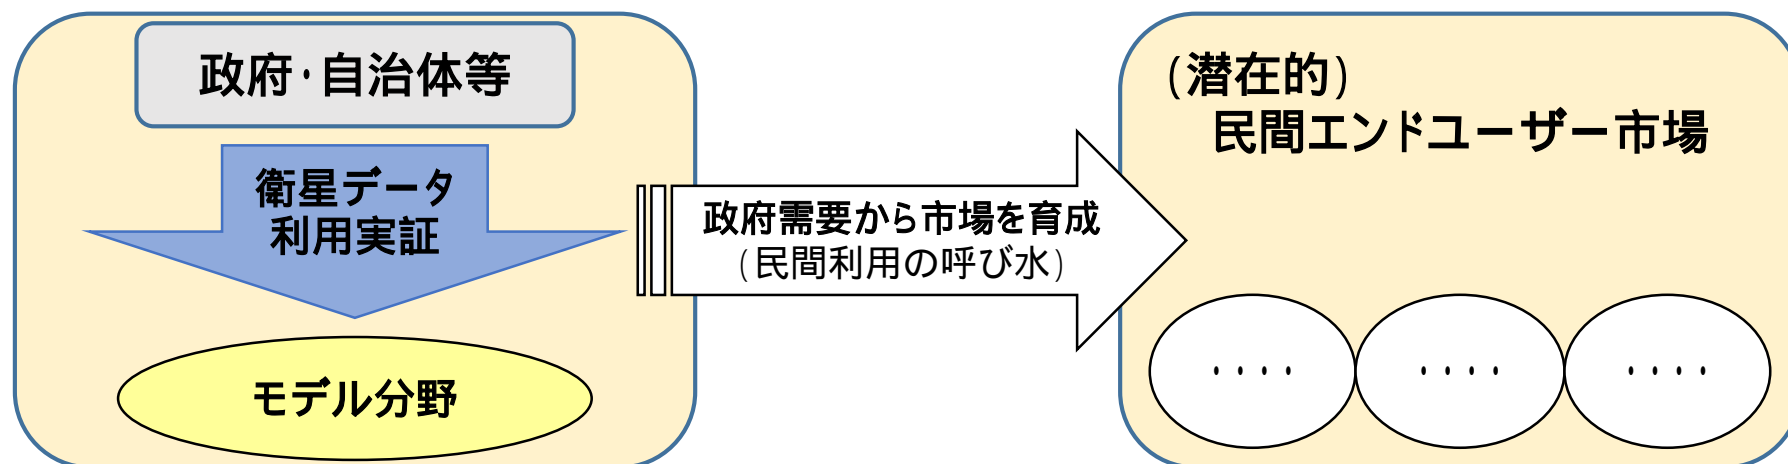 政府・自治体等
衛星データ
利用実証
モデル分野
政府需要から市場を育成
(民間利用の呼び水)
(潜在的)
民間エンドユーザー市場
・・・・
・・・・
・・・・